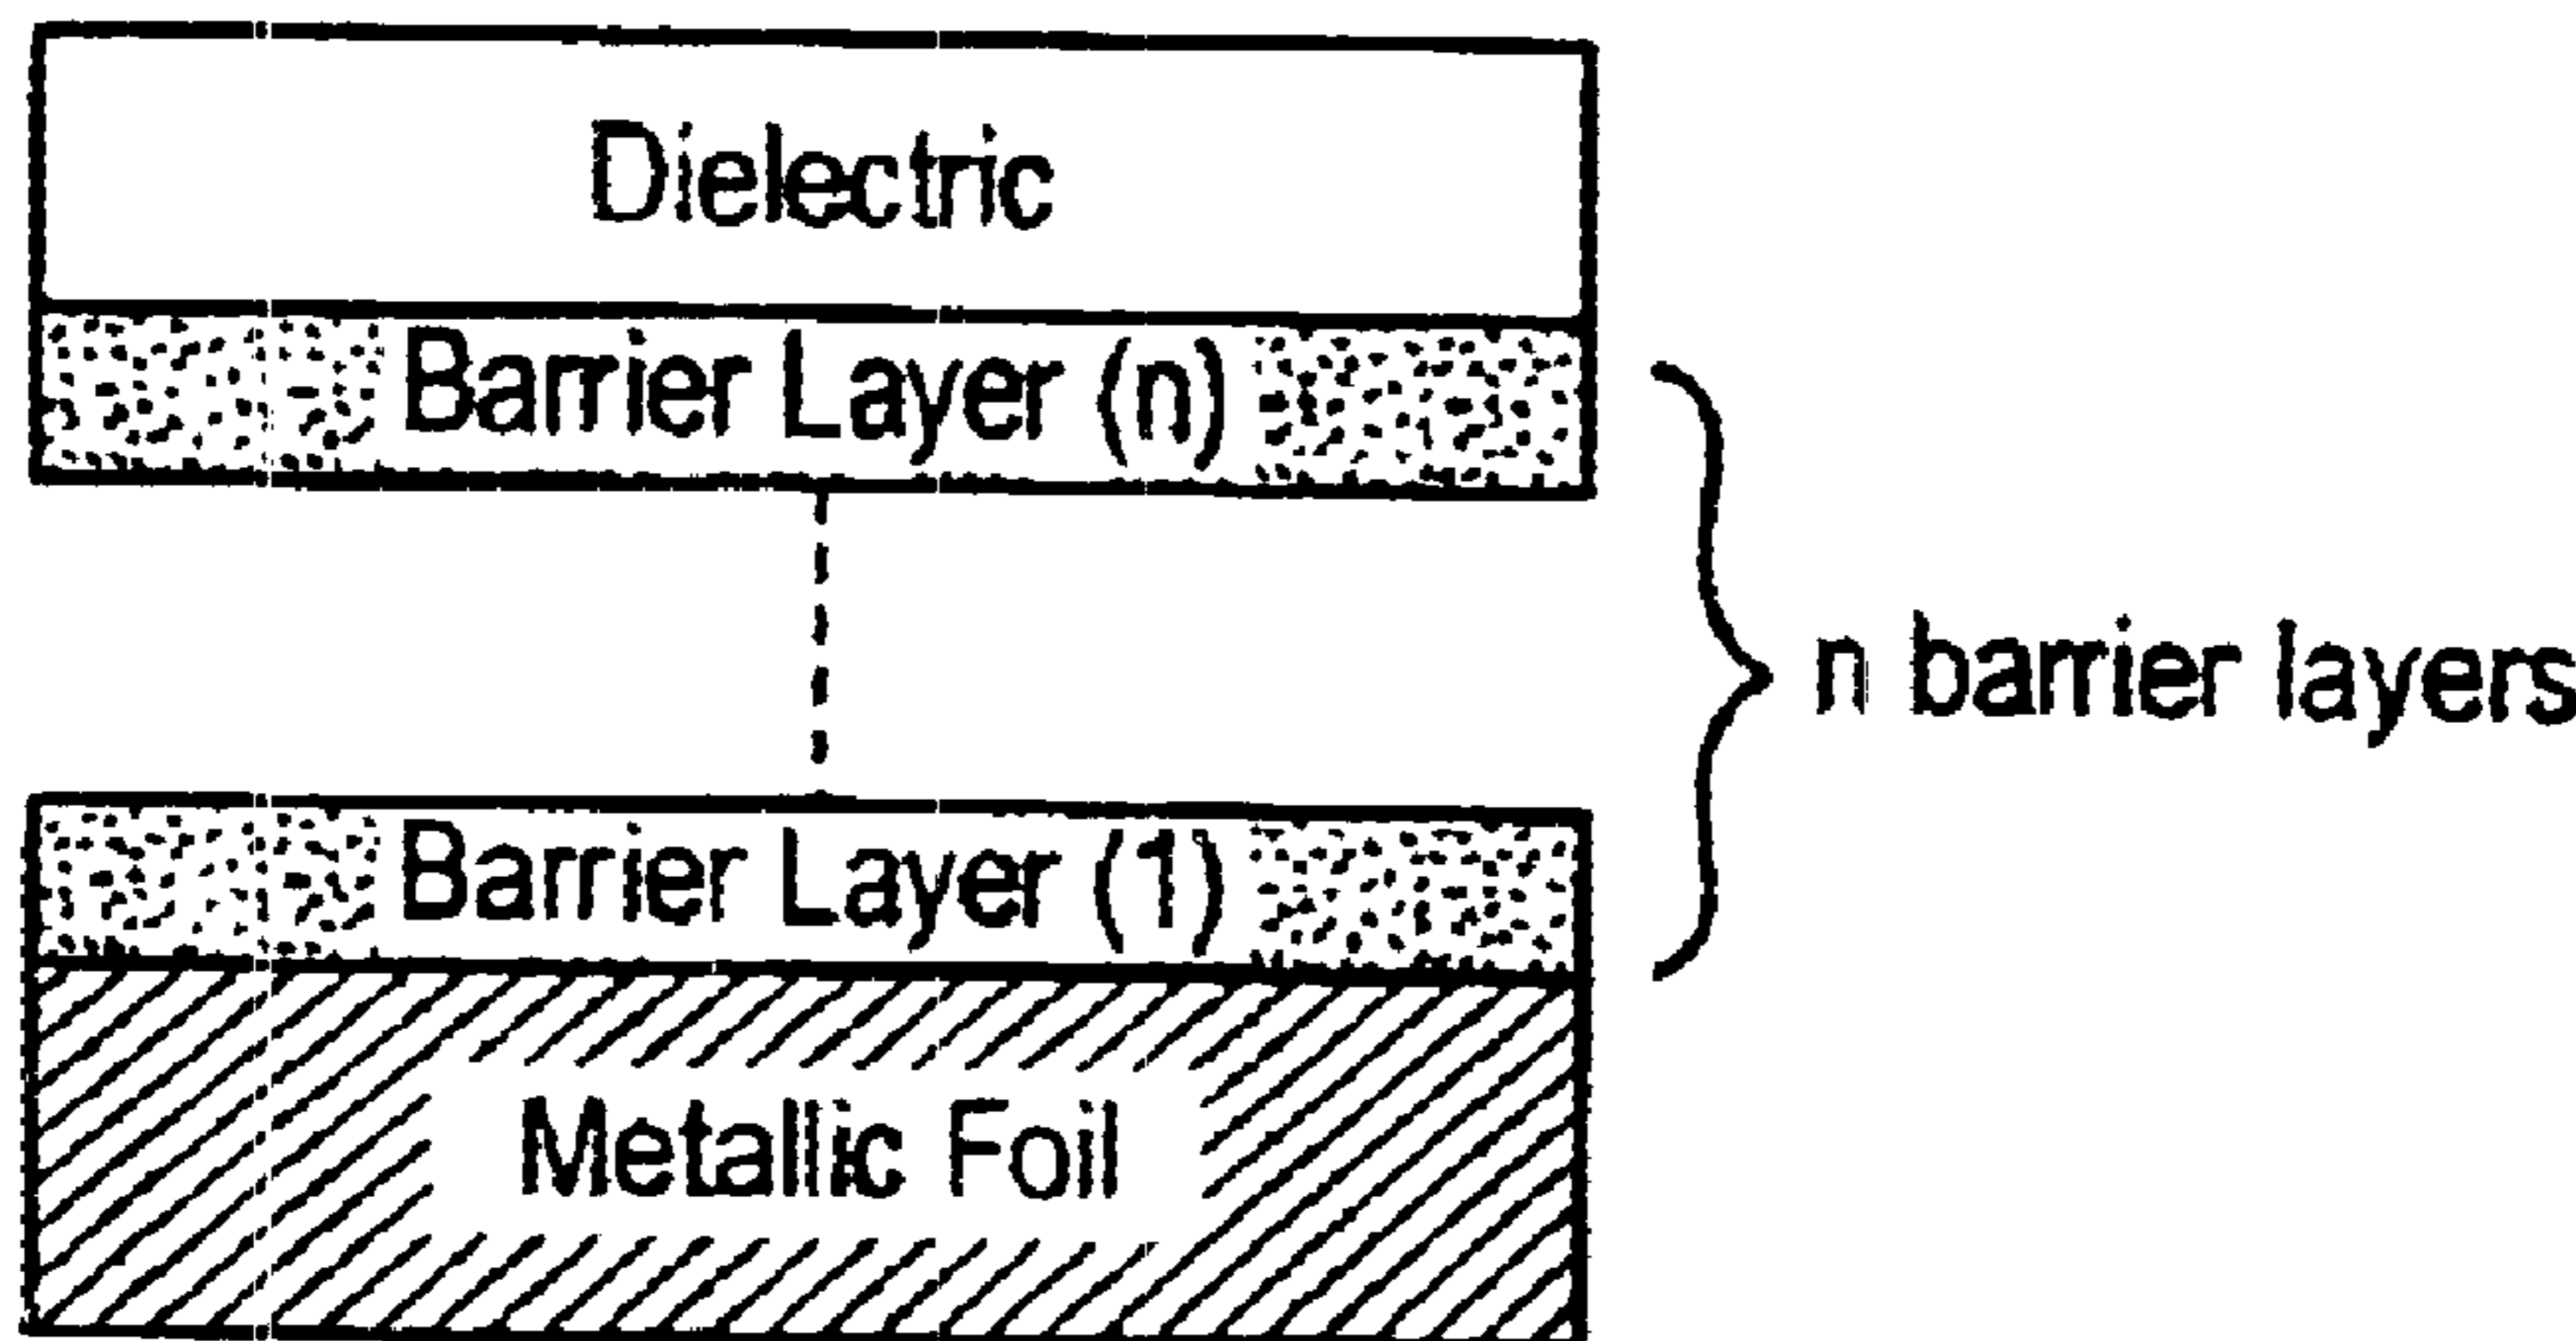 Dielectric
Barrier Layer (n)
n barrier layers
Barrier Layer (1)
Metallic Foil